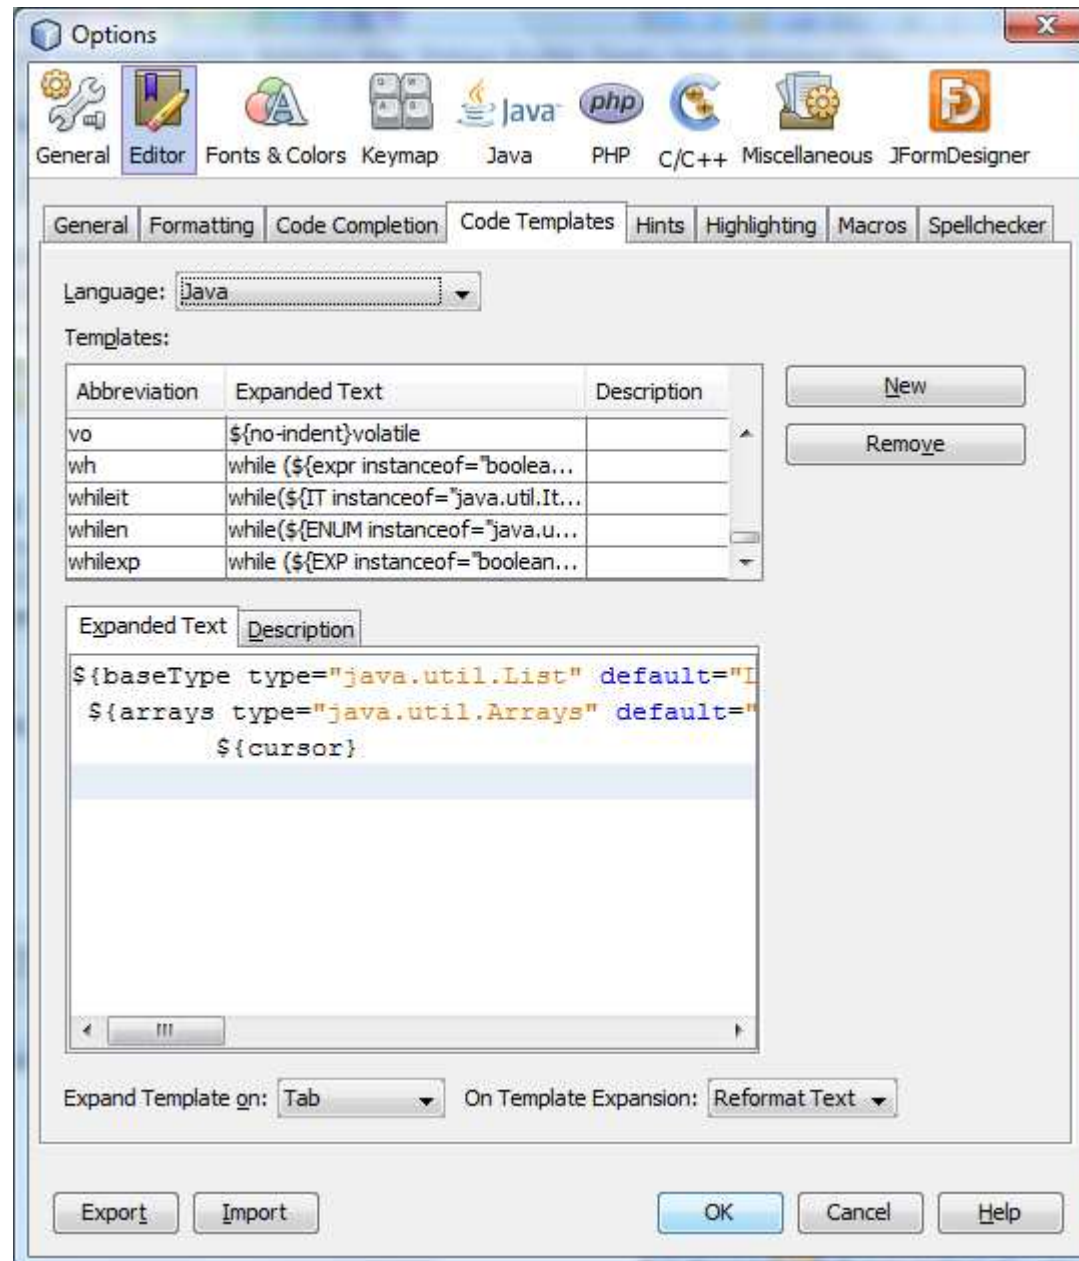 Options
X
Java
php
General Editor Fonts & Colors Keymap Java PHP C/C++ Miscellaneous JFormDesigner
General Formatting Code Completion Code Templates Hints Highlighting Macros Spellchecker
Language: Java
Templates:
Abbreviation Expanded Text Description
New
vo ${no-indent}volatile
Remove
wh while (${expr instanceof="boolea...
whileit while(${IT instanceof="java.util.It...
whilen while(${ENUM instanceof="java.u...
whilexp while (${EXP instanceof="boolean...
Expanded Text Description
${baseType type="java.util.List" default="L
${arrays type="java.util.Arrays" default="
${cursor}
Expand Template on: Tab On Template Expansion: Reformat Text
Export Import OK Cancel Help